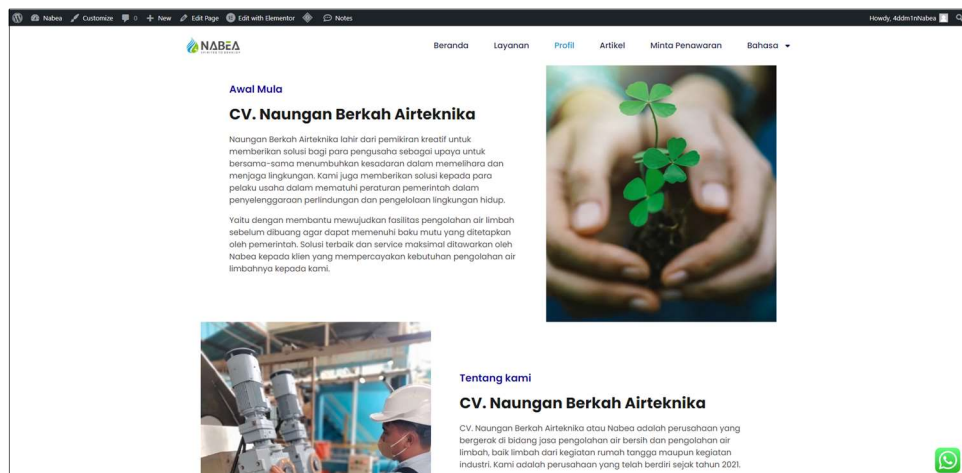 Nabea
Customize
0
New
Edit Page
Edit with Elementor
Notes
Howdy, 4ddm1nNabea
NABEA
Beranda
Layanan
Profil
Artikel
Minta Penawaran
Bahasa
Awal Mula
CV. Naungan Berkah Airteknika
Naungan Berkah Airteknika lahir dari pemikiran kreatif untuk
memberikan solusi bagi para pengusaha sebagai upaya untuk
bersama-sama menumbuhkan kesadaran dalam memelihara dan
menjaga lingkungan. Kami juga memberikan solusi kepada para
pelaku usaha dalam mematuhi peraturan pemerintah dalam
penyelenggaraan perlindungan dan pengelolaan lingkungan hidup.
Yaitu dengan membantu mewujudkan fasilitas pengolahan air limbah
sebelum dibuang agar dapat memenuhi baku mutu yang ditetapkan
oleh pemerintah. Solusi terbaik dan service maksimal ditawarkan oleh
Nabea kepada klien yang mempercayakan kebutuhan pengolahan air
limbahnya kepada kami.
Tentang kami
CV. Naungan Berkah Airteknika
CV. Naungan Berkah Airteknika atau Nabea adalah perusahaan yang
bergerak di bidang jasa pengolahan air bersih dan pengolahan air
limbah, baik limbah dari kegiatan rumah tangga maupun kegiatan
industri. Kami adalah perusahaan yang telah berdiri sejak tahun 2021.